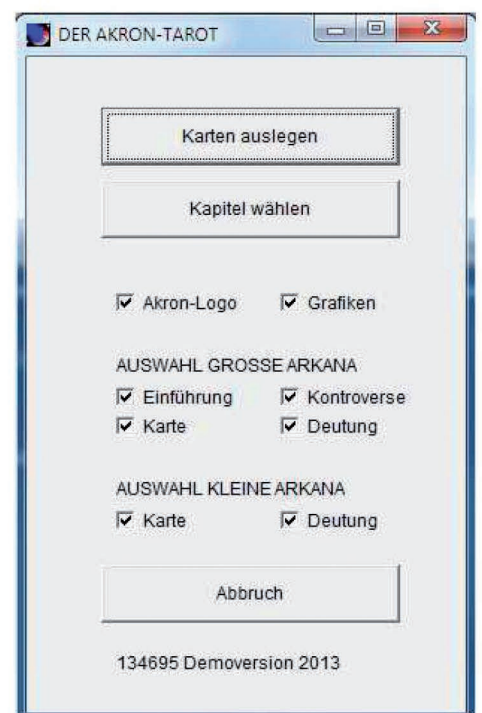 DER AKRON-TAROT
Karten auslegen
Kapitel wählen
Akron-Logo Grafiken
AUSWAHL GROSSE ARKANA
Einführung Kontroverse
Karte Deutung
AUSWAHL KLEINE ARKANA
Karte Deutung
Abbruch
134695 Demoversion 2013